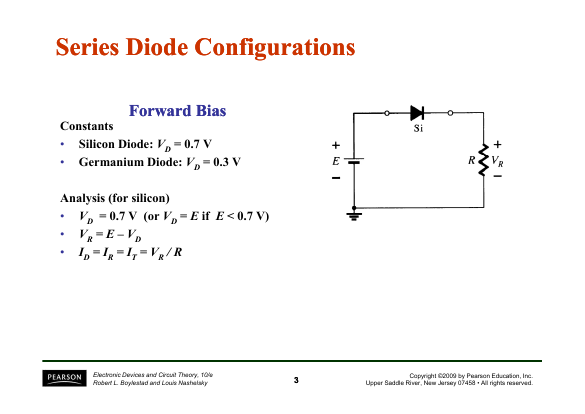 Series Diode Configurations
Forward Bias
Constants
• Silicon Diode: V_D = 0.7 V
• Germanium Diode: V_D = 0.3 V
Analysis (for silicon)
• V_D = 0.7 V (or V_D = E if E < 0.7 V)
• V_R = E – V_D
• I_D = I_R = I_T = V_R / R
Si
+
E
–
+
R
V_R
–
PEARSON
Electronic Devices and Circuit Theory, 10/e
Robert L. Boylestad and Louis Nashelsky
3
Copyright ©2009 by Pearson Education, Inc.
Upper Saddle River, New Jersey 07458 • All rights reserved.